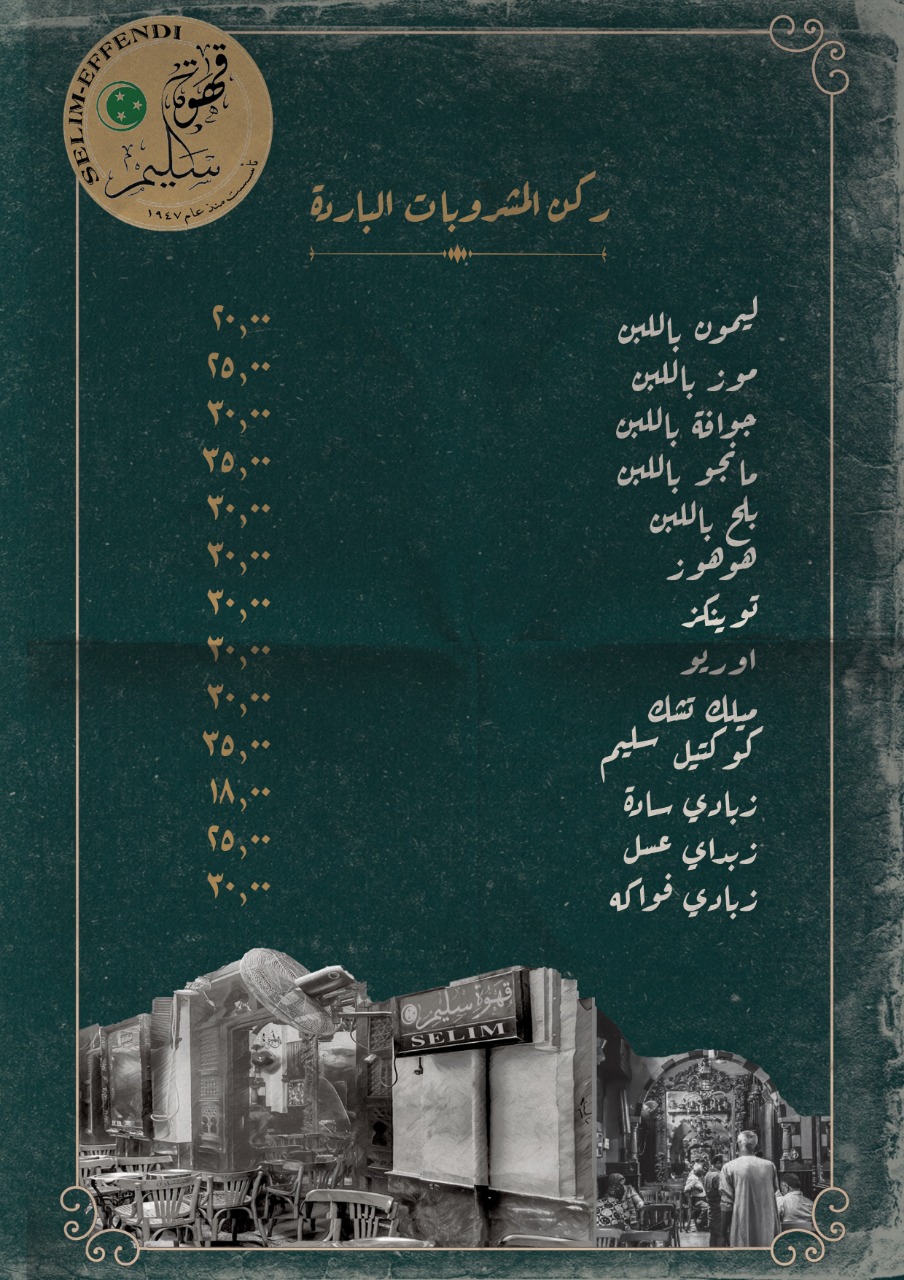 SELIM-EFFENDI
قهوة
سليم
تأسست منذ عام ١٩٤٧
ركن المشروبات الباردة
ليمون باللبن ٢٠,٠٠
موز باللبن ٢٥,٠٠
جوافة باللبن ٣٠,٠٠
مانجو باللبن ٣٥,٠٠
بلح باللبن ٣٠,٠٠
هوهوز ٣٠,٠٠
توينكز ٣٠,٠٠
اوريو ٣٠,٠٠
ميلك تشك ٣٠,٠٠
كوكتيل سليم ٣٥,٠٠
زبادي سادة ١٨,٠٠
زبداي عسل ٢٥,٠٠
زبادي فواكه ٣٠,٠٠
قهوة سليم
SELIM